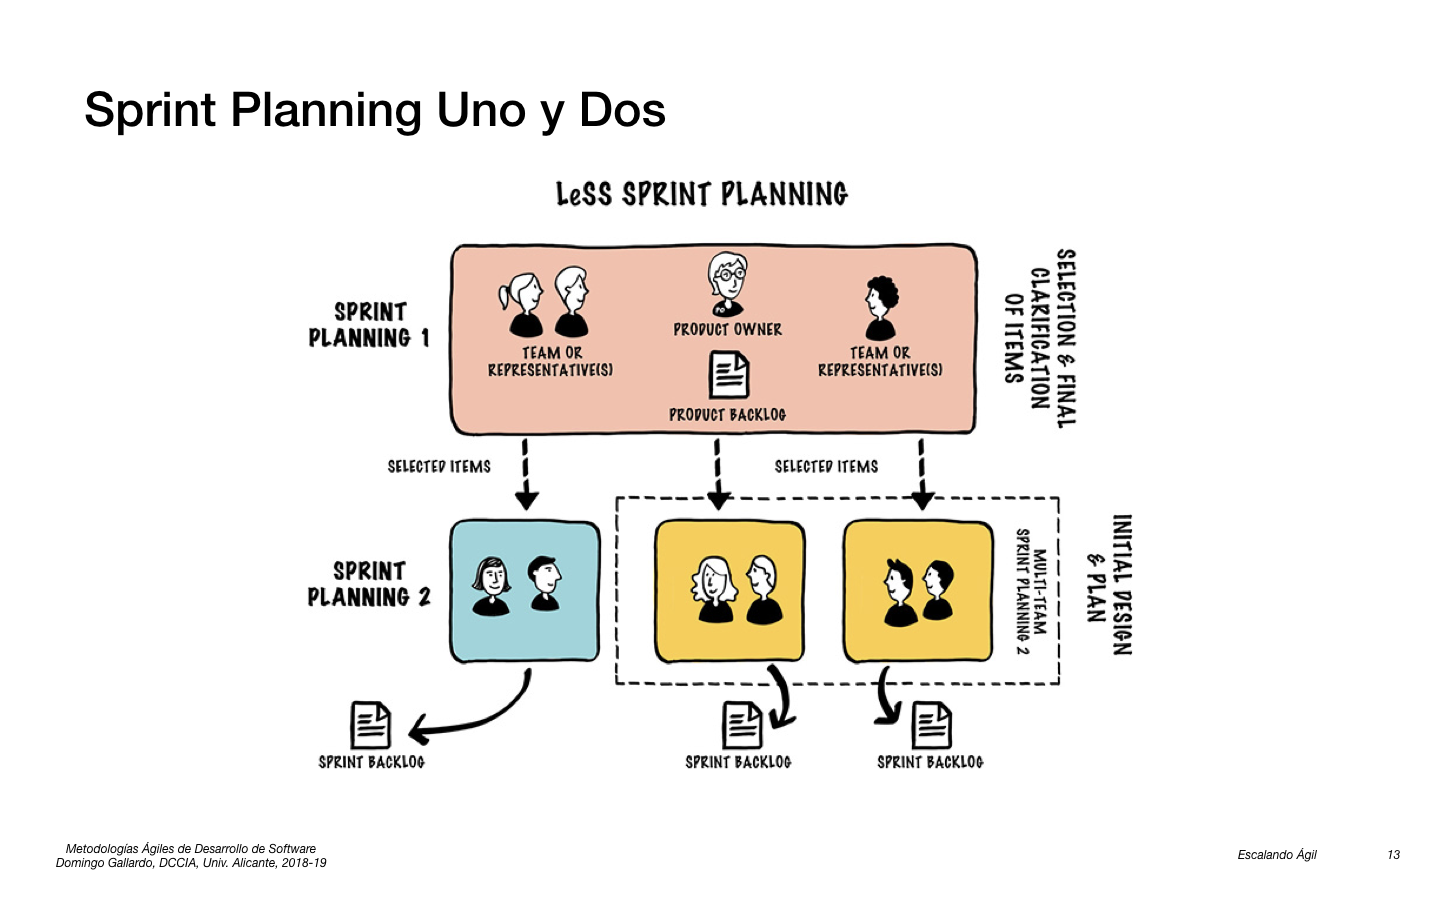 Sprint Planning Uno y Dos
LeSS SPRINT PLANNING
SPRINT
PLANNING 1
TEAM OR
REPRESENTATIVE(S)
PO
PRODUCT OWNER
PRODUCT BACKLOG
TEAM OR
REPRESENTATIVE(S)
SELECTION & FINAL
CLARIFICATION
OF ITEMS
SELECTED ITEMS
SELECTED ITEMS
SPRINT
PLANNING 2
MULTI-TEAM
SPRINT PLANNING 2
INITIAL DESIGN
& PLAN
SPRINT BACKLOG
SPRINT BACKLOG
SPRINT BACKLOG
Metodologías Ágiles de Desarrollo de Software
Domingo Gallardo, DCCIA, Univ. Alicante, 2018-19
Escalando Ágil
13